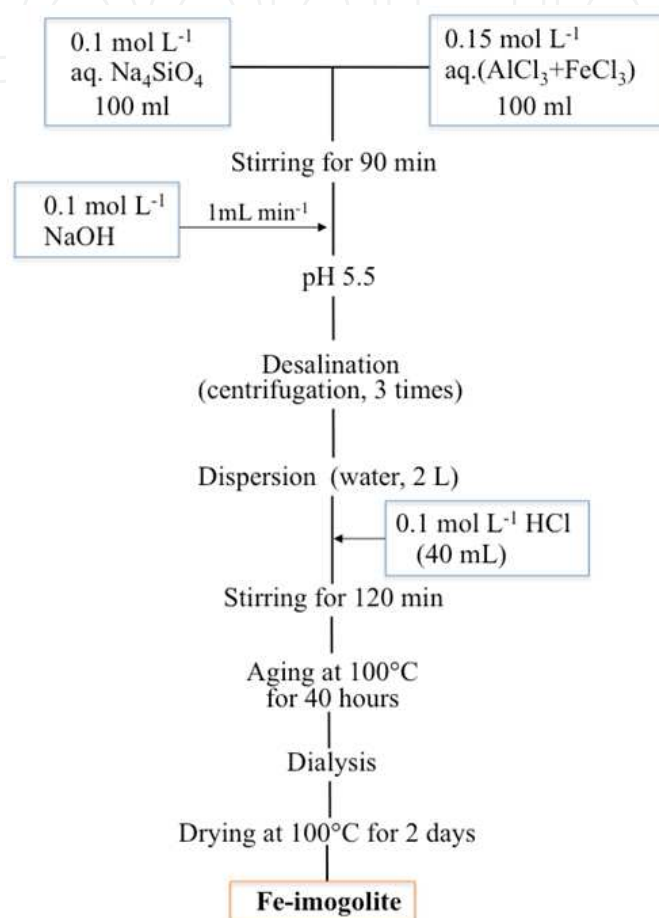 0.1 mol L⁻¹
aq. Na₄SiO₄
100 ml
0.15 mol L⁻¹
aq.(AlCl₃+FeCl₃)
100 ml
Stirring for 90 min
0.1 mol L⁻¹
NaOH
1mL min⁻¹
pH 5.5
Desalination
(centrifugation, 3 times)
Dispersion (water, 2 L)
0.1 mol L⁻¹ HCl
(40 mL)
Stirring for 120 min
Aging at 100°C
for 40 hours
Dialysis
Drying at 100°C for 2 days
Fe-imogolite